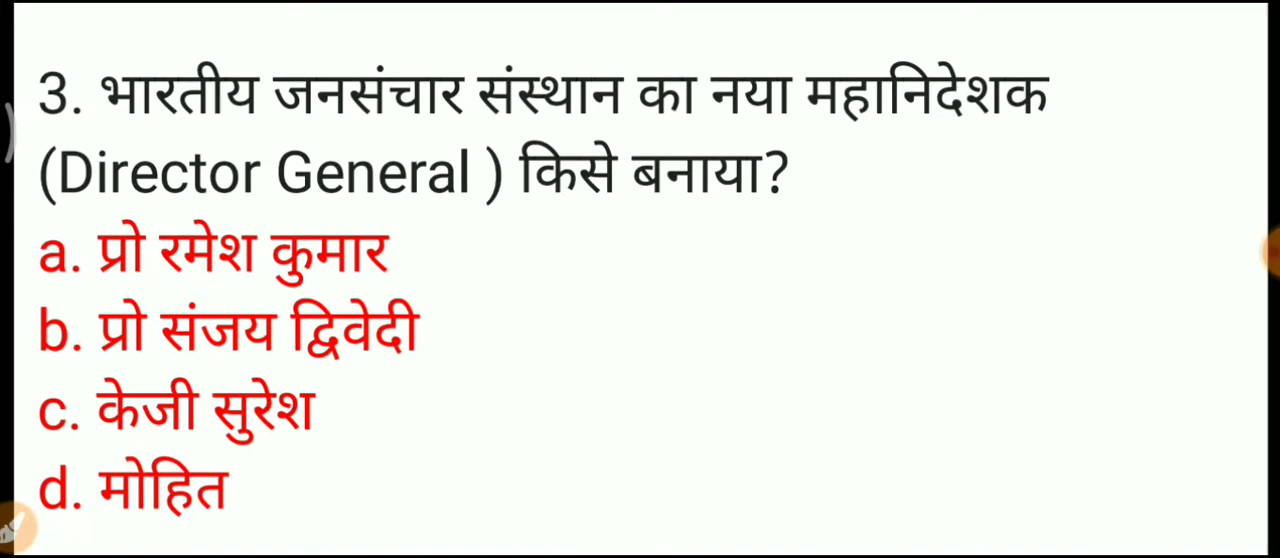 3. भारतीय जनसंचार संस्थान का नया महानिदेशक
(Director General ) किसे बनाया?
a. प्रो रमेश कुमार
b. प्रो संजय द्विवेदी
c. केजी सुरेश
d. मोहित